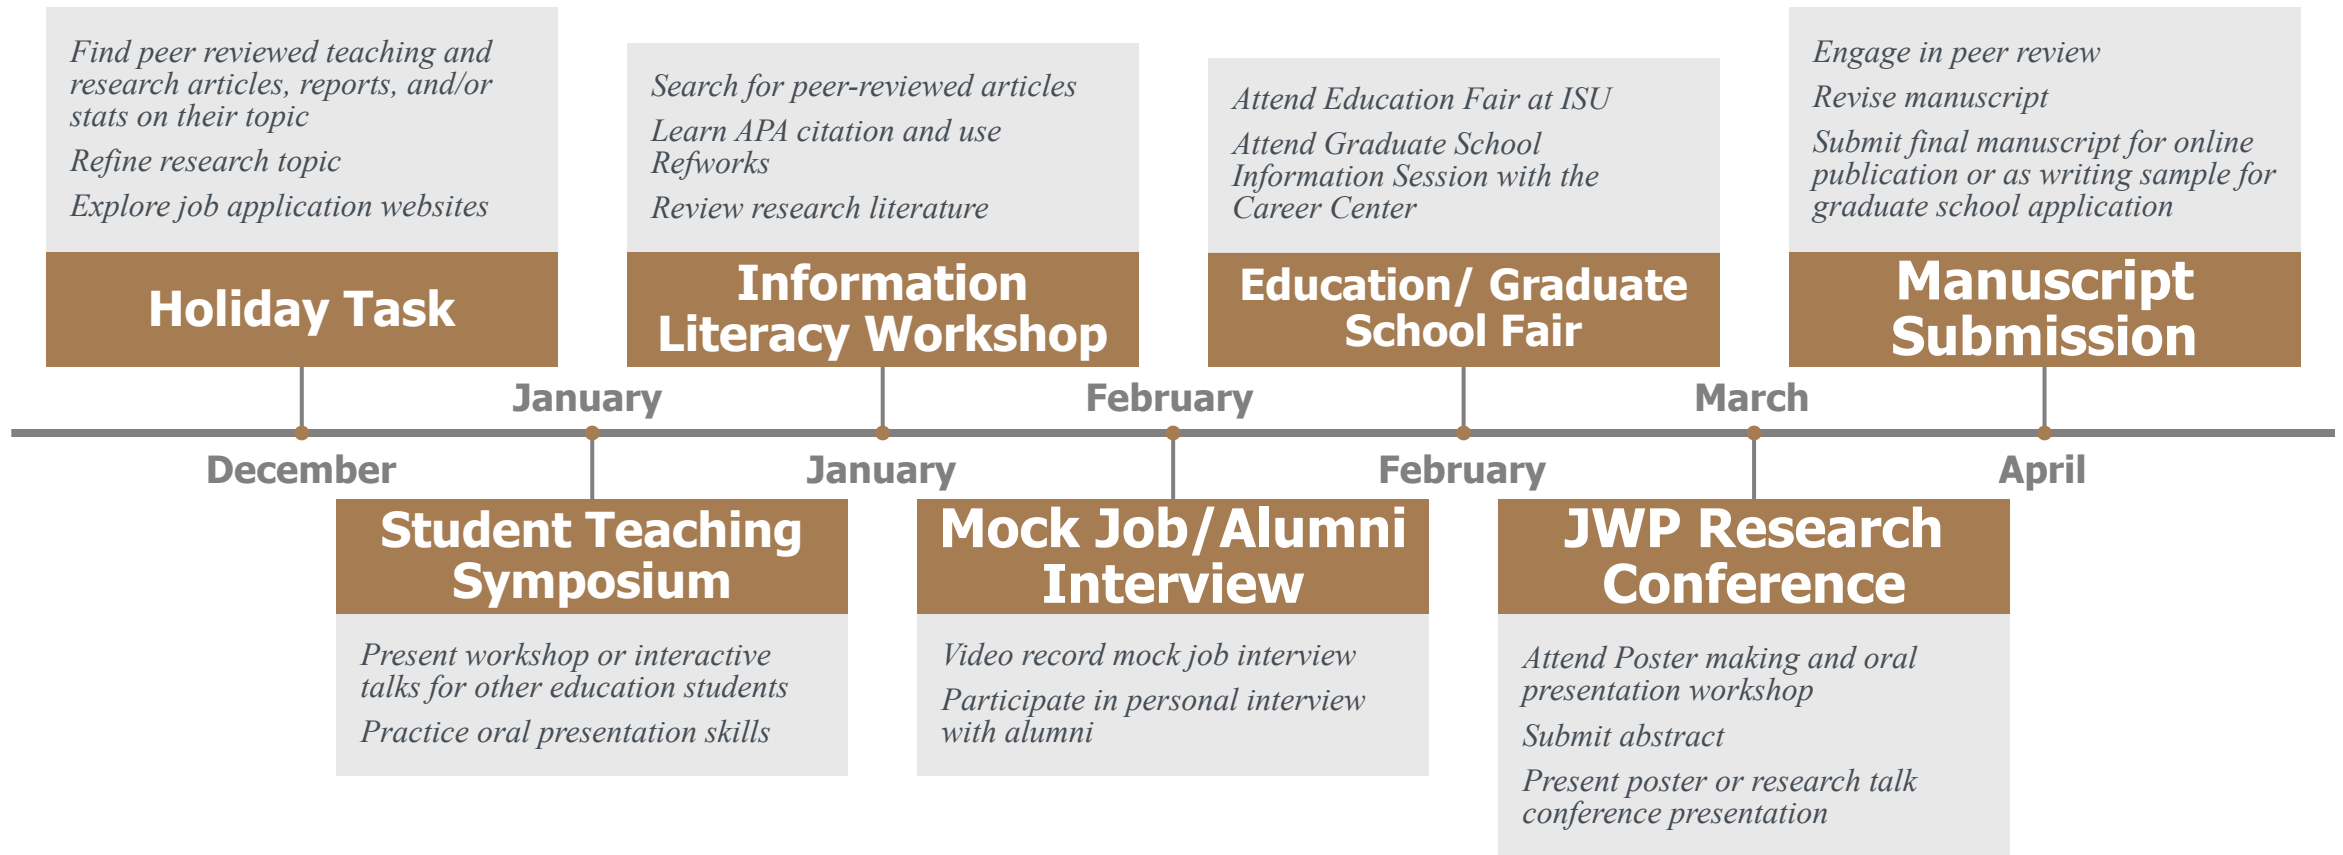 Find peer reviewed teaching and
research articles, reports, and/or
stats on their topic
Refine research topic
Explore job application websites
Holiday Task
December
January
Student Teaching
Symposium
Present workshop or interactive
talks for other education students
Practice oral presentation skills
Search for peer-reviewed articles
Learn APA citation and use
Refworks
Review research literature
Information
Literacy Workshop
January
February
Mock Job/Alumni
Interview
Video record mock job interview
Participate in personal interview
with alumni
Attend Education Fair at ISU
Attend Graduate School
Information Session with the
Career Center
Education/ Graduate
School Fair
February
March
JWP Research
Conference
Attend Poster making and oral
presentation workshop
Submit abstract
Present poster or research talk
conference presentation
Engage in peer review
Revise manuscript
Submit final manuscript for online
publication or as writing sample for
graduate school application
Manuscript
Submission
April